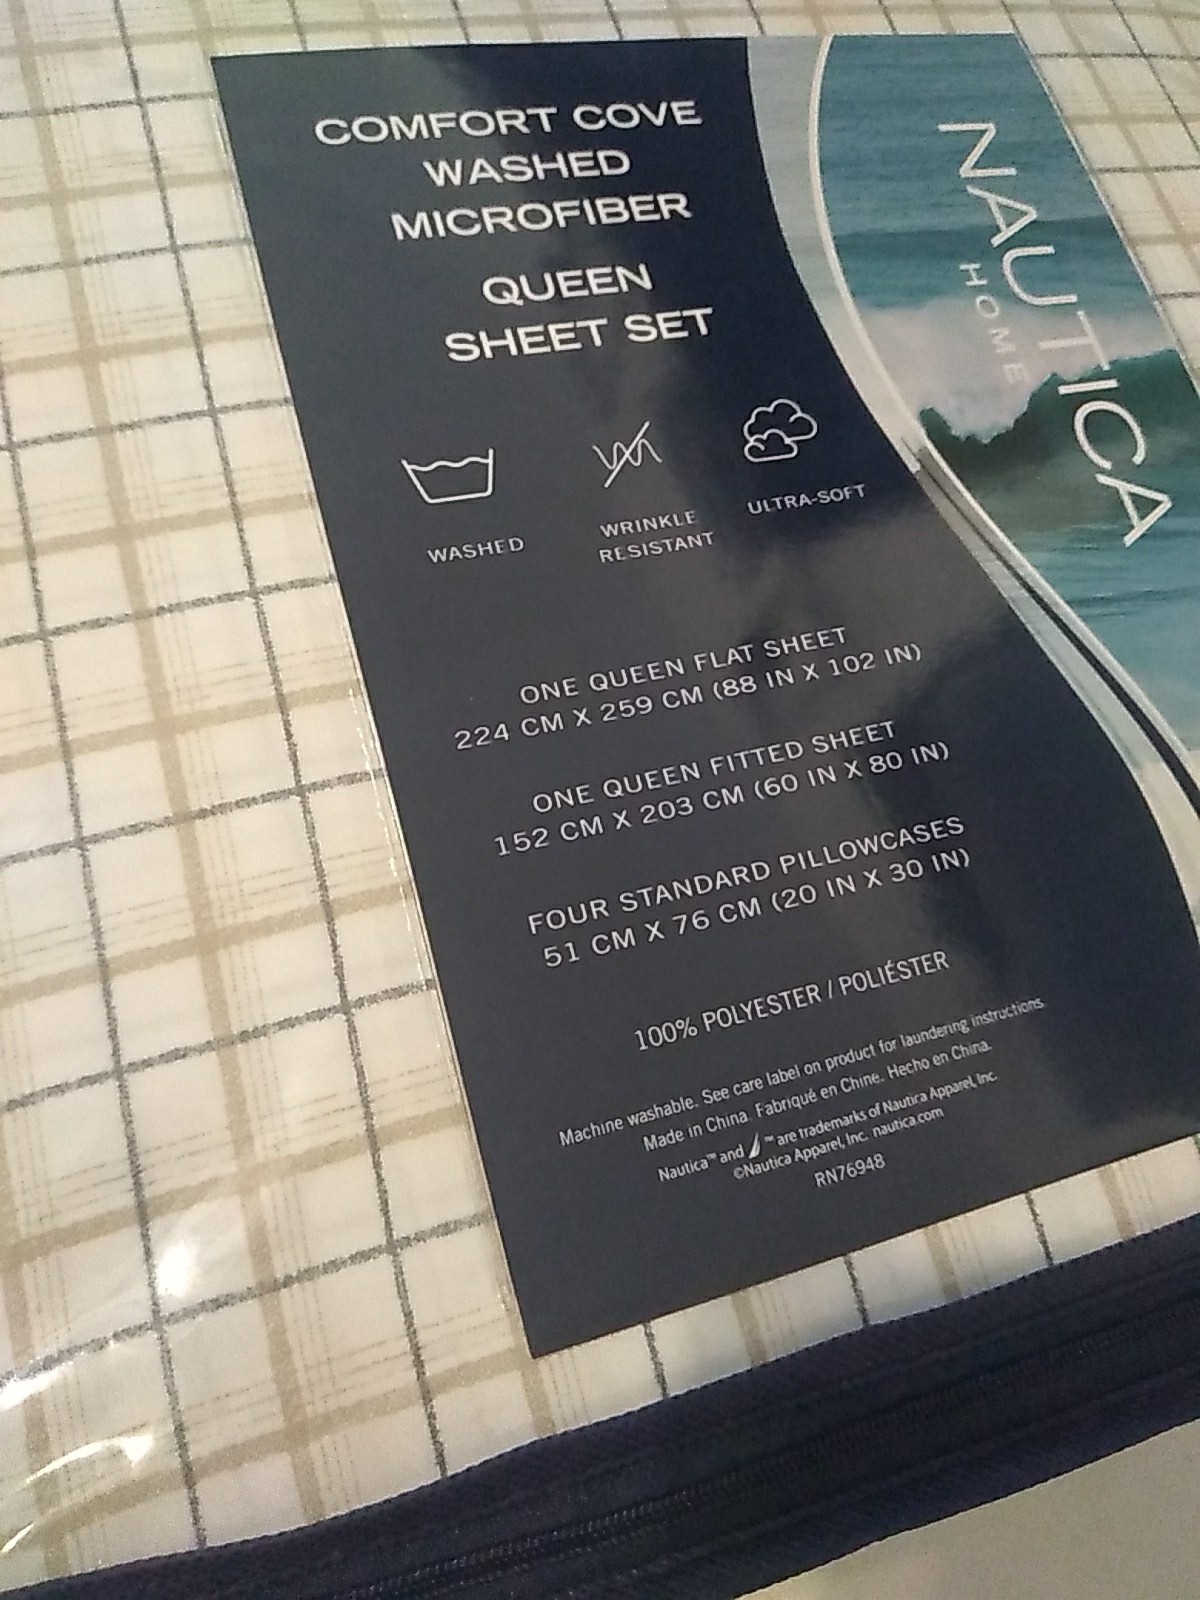 COMFORT COVE
WASHED
MICROFIBER
QUEEN
SHEET SET
WASHED
WRINKLE
RESISTANT
ULTRA-SOFT
ONE QUEEN FLAT SHEET
224 CM X 259 CM (88 IN X 102 IN)
ONE QUEEN FITTED SHEET
152 CM X 203 CM (60 IN X 80 IN)
FOUR STANDARD PILLOWCASES
51 CM X 76 CM (20 IN X 30 IN)
100% POLYESTER / POLIÉSTER
Machine washable. See care label on product for laundering instructions.
Made in China. Fabriqué en Chine. Hecho en China.
Nautica™ and ™ are trademarks of Nautica Apparel, Inc.
©Nautica Apparel, Inc. nautica.com
RN76948
NAUTICA
HOME